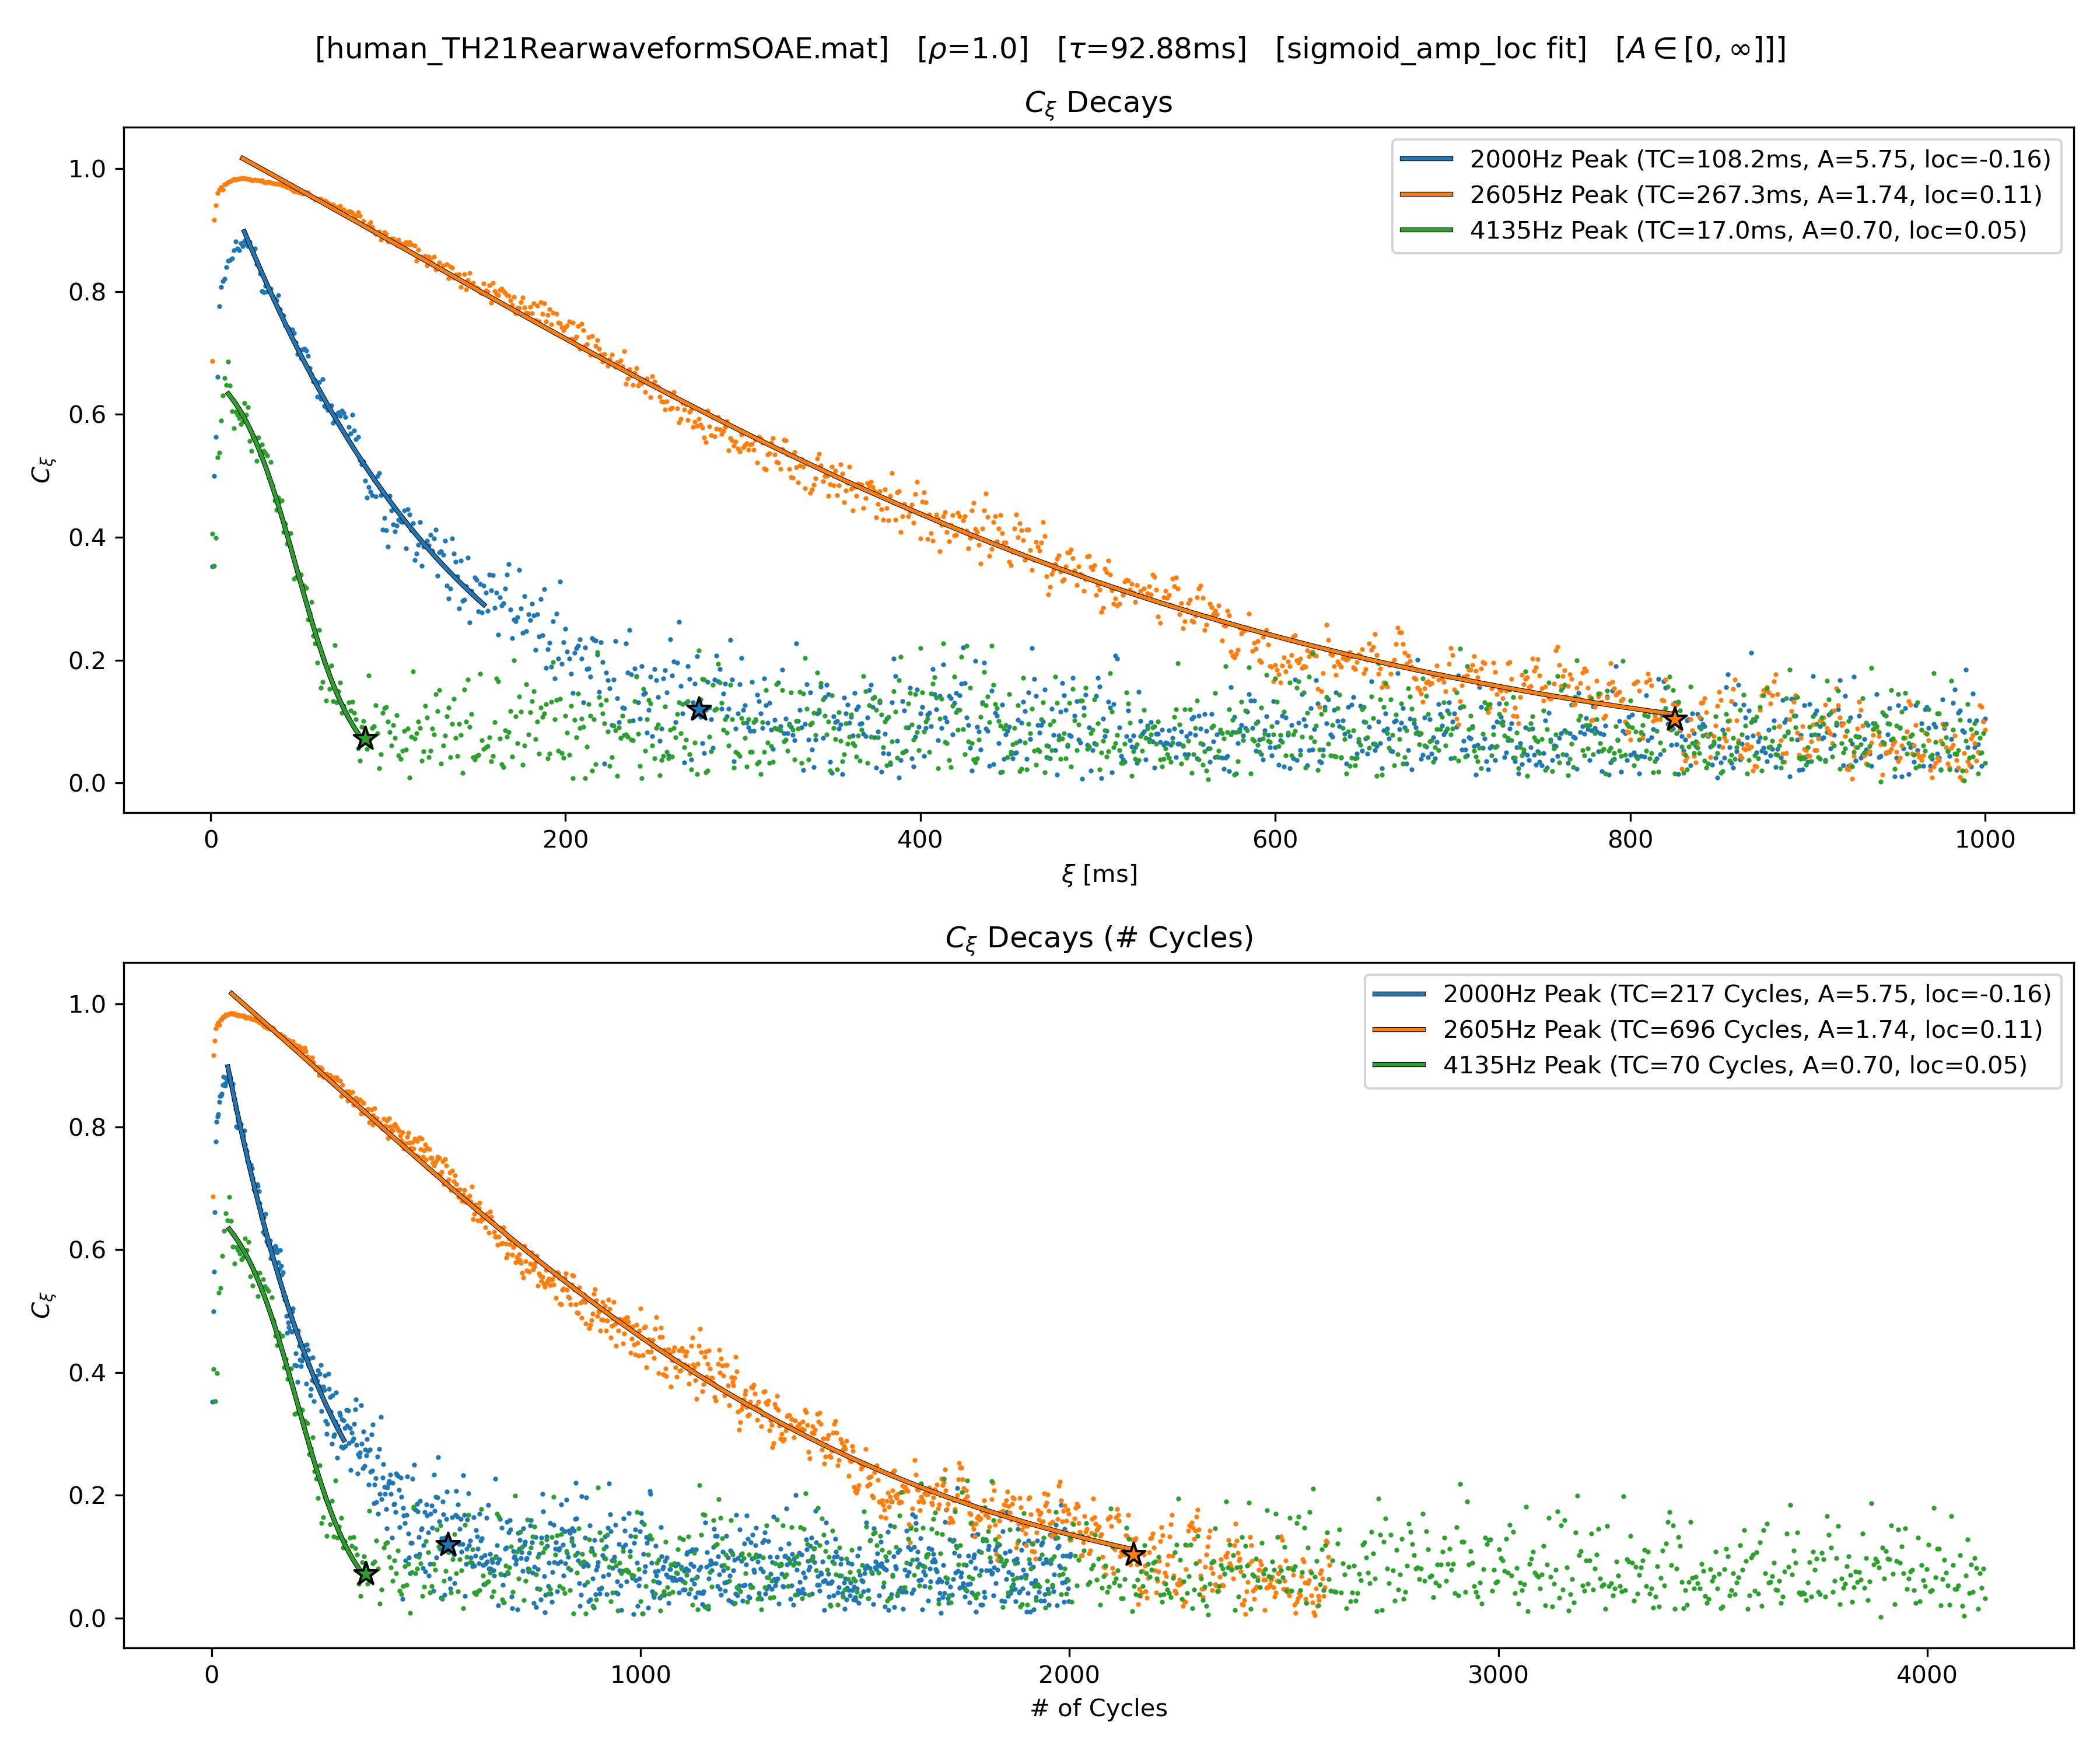 [human_TH21RearwaveformSOAE.mat] [ρ=1.0] [τ=92.88ms] [sigmoid_amp_loc fit] [A ∈ [0, ∞]]]
C_ξ Decays
1.0
0.8
0.6
0.4
0.2
0.0
C_ξ
2000Hz Peak (TC=108.2ms, A=5.75, loc=-0.16)
2605Hz Peak (TC=267.3ms, A=1.74, loc=0.11)
4135Hz Peak (TC=17.0ms, A=0.70, loc=0.05)
0 200 400 600 800 1000
ξ [ms]
C_ξ Decays (# Cycles)
1.0
0.8
0.6
0.4
0.2
0.0
C_ξ
2000Hz Peak (TC=217 Cycles, A=5.75, loc=-0.16)
2605Hz Peak (TC=696 Cycles, A=1.74, loc=0.11)
4135Hz Peak (TC=70 Cycles, A=0.70, loc=0.05)
0 1000 2000 3000 4000
# of Cycles